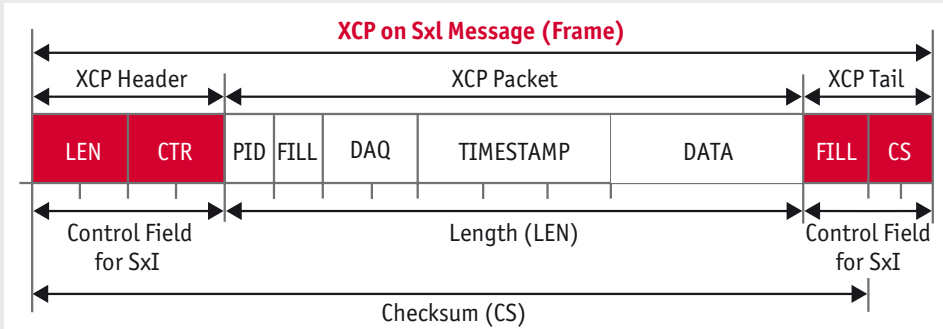 XCP on Sxl Message (Frame)
XCP Header XCP Packet XCP Tail
LEN CTR PID FILL DAQ TIMESTAMP DATA FILL CS
Control Field
for SxI
Length (LEN)
Control Field
for SxI
Checksum (CS)